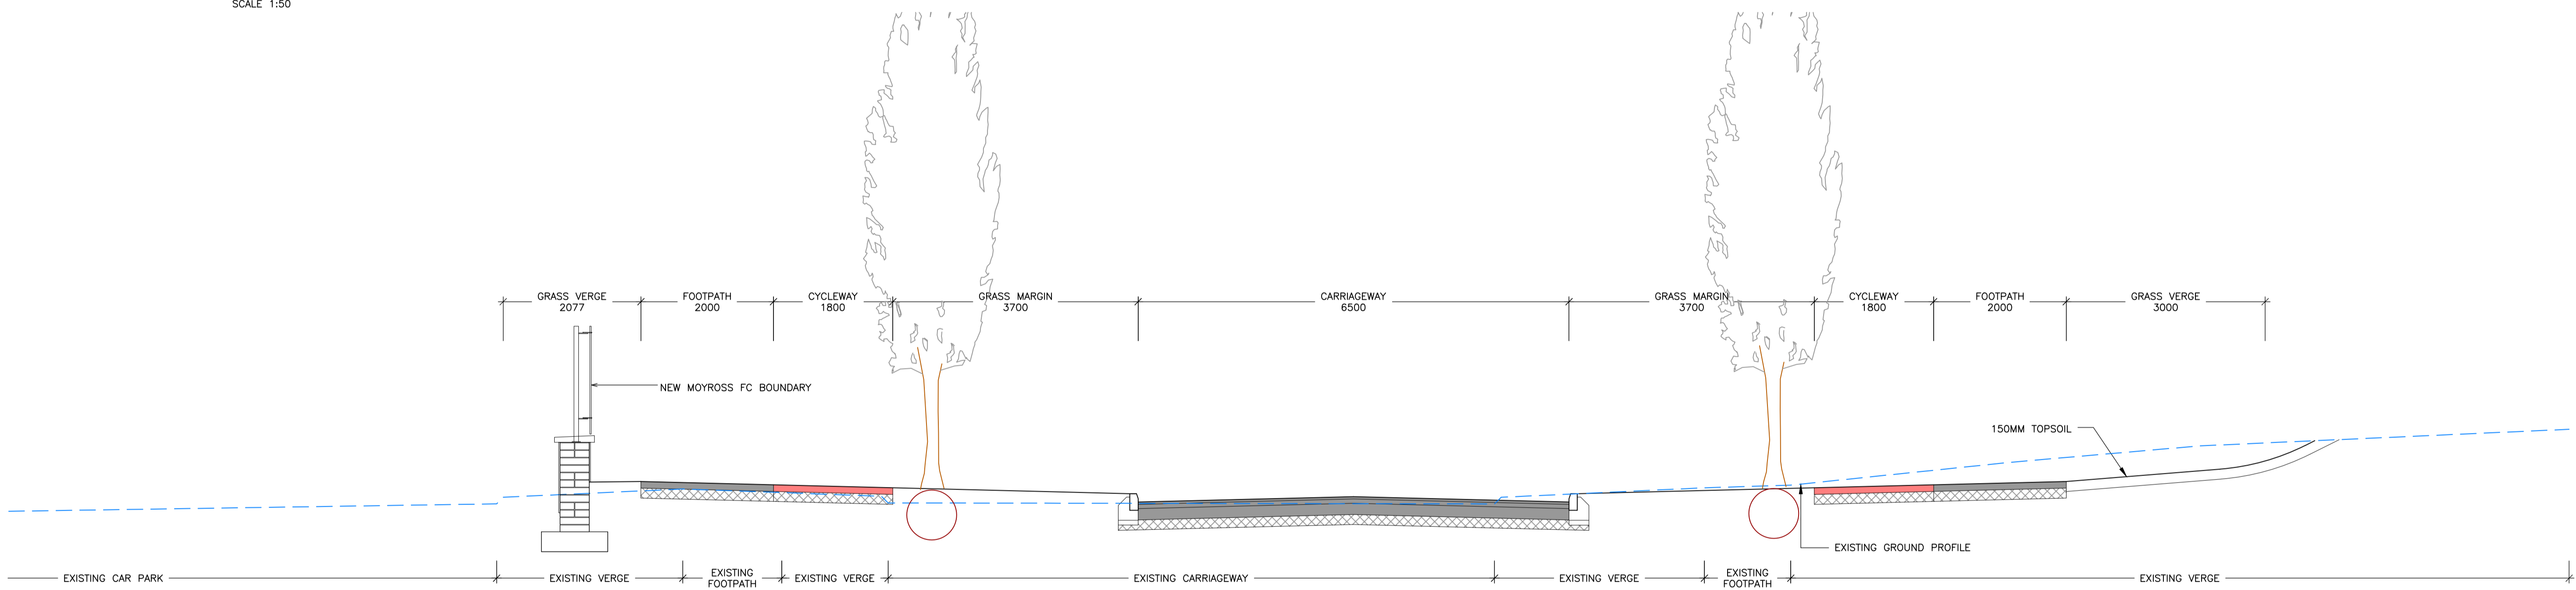 SCALE 1:50
GRASS VERGE
2077
FOOTPATH
2000
CYCLEWAY
1800
GRASS MARGIN
3700
CARRIAGEWAY
6500
GRASS MARGIN
3700
CYCLEWAY
1800
FOOTPATH
2000
GRASS VERGE
3000
NEW MOYROSS FC BOUNDARY
150MM TOPSOIL
EXISTING GROUND PROFILE
EXISTING CAR PARK
EXISTING VERGE
EXISTING
FOOTPATH
EXISTING VERGE
EXISTING CARRIAGEWAY
EXISTING VERGE
EXISTING
FOOTPATH
EXISTING VERGE